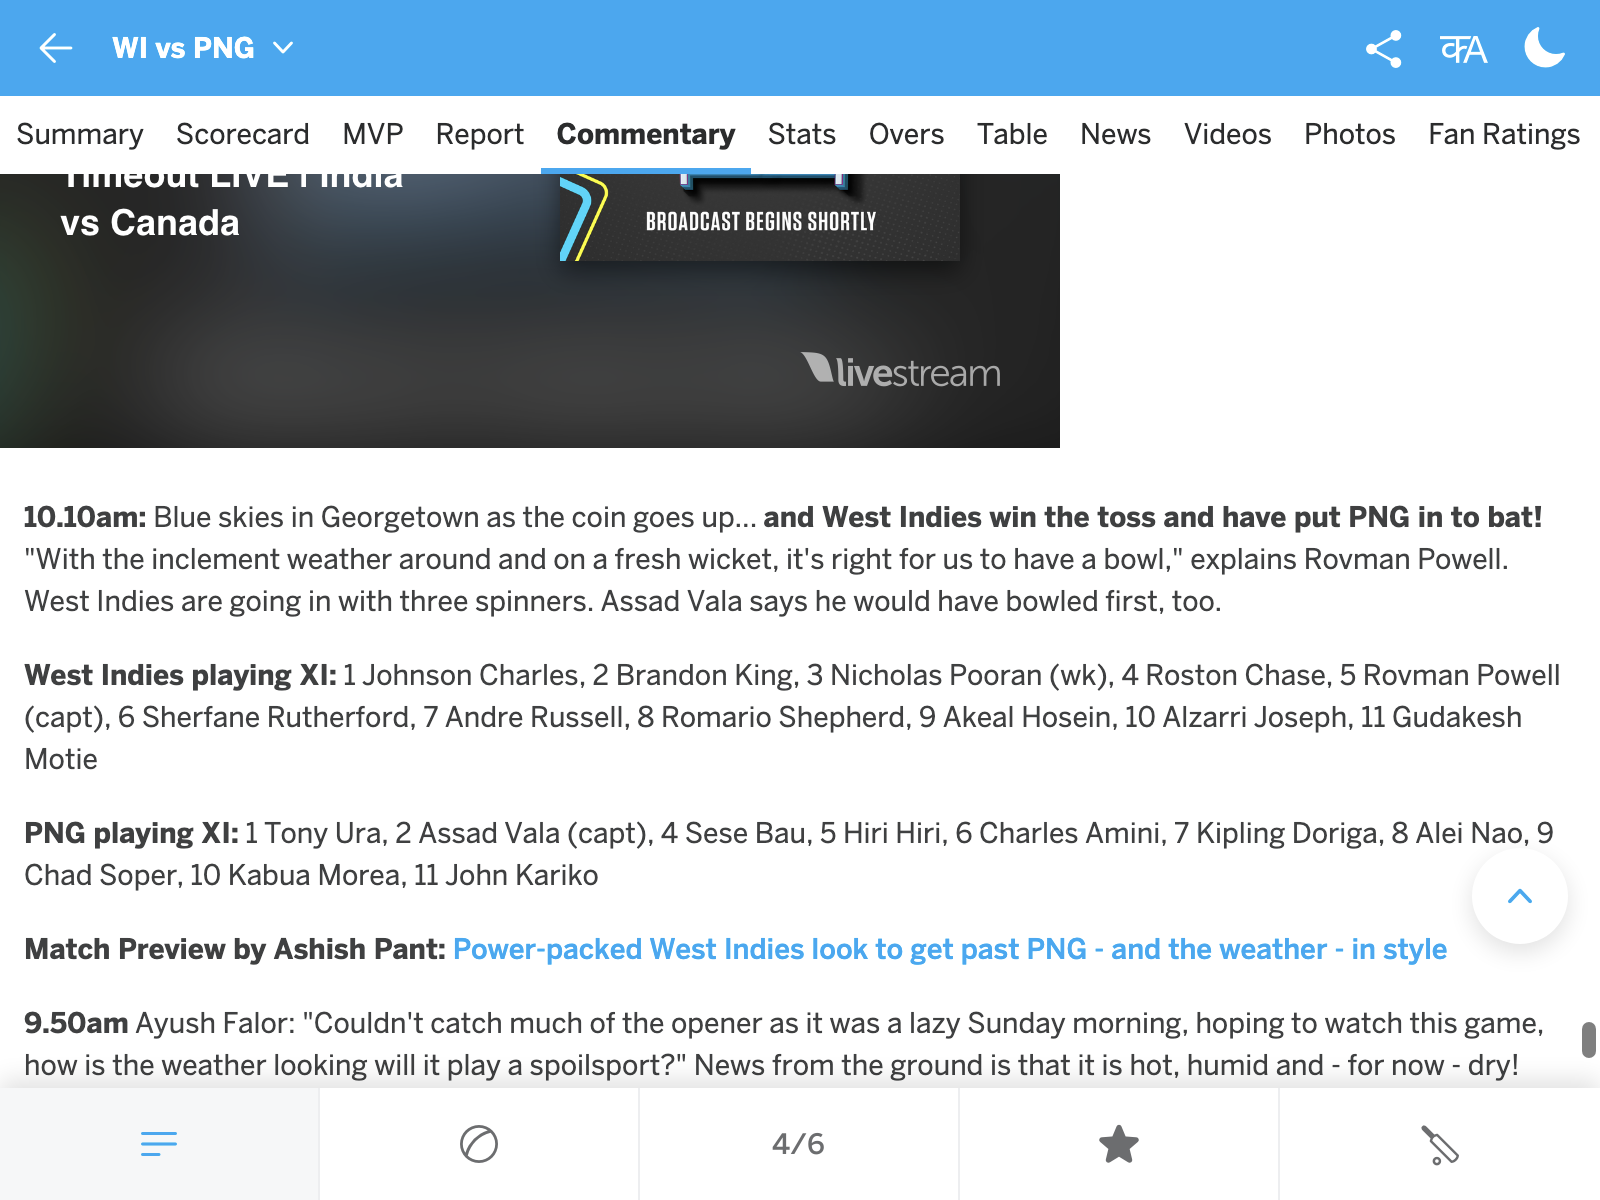 WI vs PNG
Summary Scorecard MVP Report Commentary Stats Overs Table News Videos Photos Fan Ratings
Timeout LIVE I India
vs Canada
BROADCAST BEGINS SHORTLY
livestream
10.10am: Blue skies in Georgetown as the coin goes up... and West Indies win the toss and have put PNG in to bat!
"With the inclement weather around and on a fresh wicket, it's right for us to have a bowl," explains Rovman Powell.
West Indies are going in with three spinners. Assad Vala says he would have bowled first, too.
West Indies playing XI: 1 Johnson Charles, 2 Brandon King, 3 Nicholas Pooran (wk), 4 Roston Chase, 5 Rovman Powell
(capt), 6 Sherfane Rutherford, 7 Andre Russell, 8 Romario Shepherd, 9 Akeal Hosein, 10 Alzarri Joseph, 11 Gudakesh
Motie
PNG playing XI: 1 Tony Ura, 2 Assad Vala (capt), 4 Sese Bau, 5 Hiri Hiri, 6 Charles Amini, 7 Kipling Doriga, 8 Alei Nao, 9
Chad Soper, 10 Kabua Morea, 11 John Kariko
Match Preview by Ashish Pant: Power-packed West Indies look to get past PNG - and the weather - in style
9.50am Ayush Falor: "Couldn't catch much of the opener as it was a lazy Sunday morning, hoping to watch this game,
how is the weather looking will it play a spoilsport?" News from the ground is that it is hot, humid and - for now - dry!
4/6